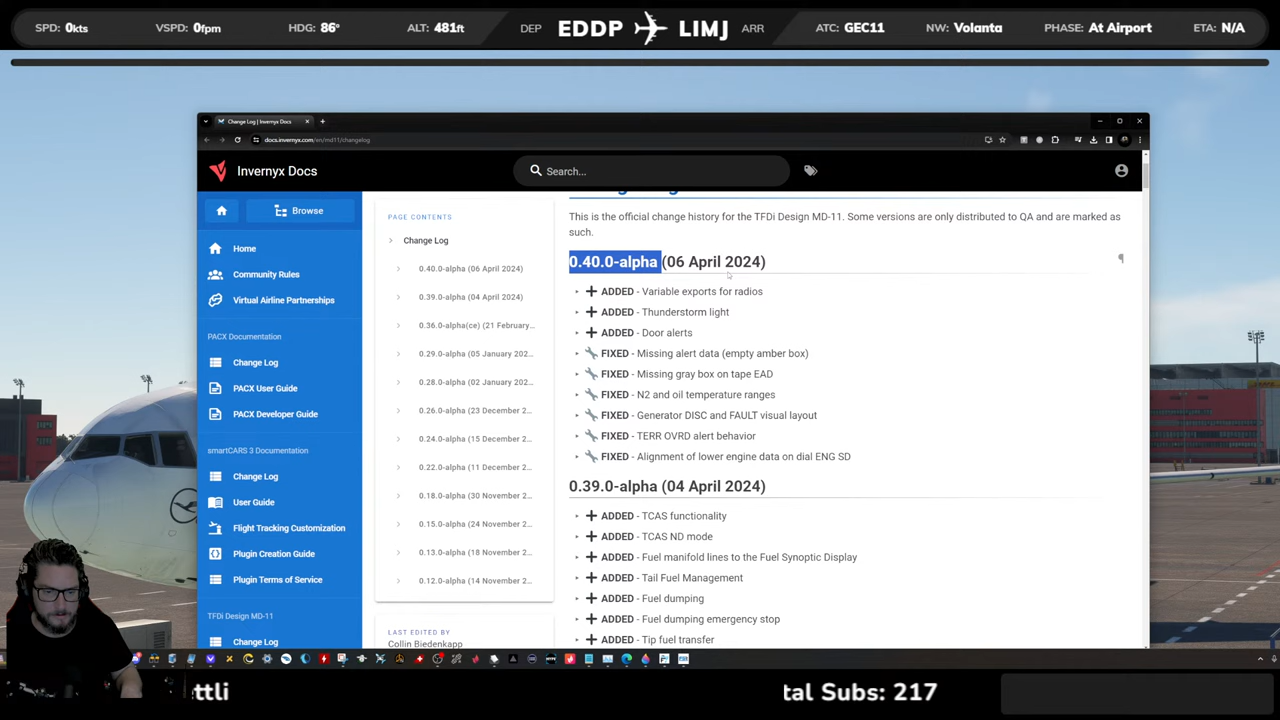 SPD: 0kts VSPD: 0fpm HDG: 86° ALT: 481ft DEP EDDP LIMJ ARR ATC: GEC11 NW: Volanta PHASE: At Airport ETA: N/A
Change Log | Invernyx Docs
docs.invernyx.com/en/md11/changelog
Invernyx Docs
Search...
Browse
Home
Community Rules
Virtual Airline Partnerships
PACX Documentation
Change Log
PACX User Guide
PACX Developer Guide
smartCARS 3 Documentation
Change Log
User Guide
Flight Tracking Customization
Plugin Creation Guide
Plugin Terms of Service
TFDi Design MD-11
Change Log
PAGE CONTENTS
Change Log
0.40.0-alpha (06 April 2024)
0.39.0-alpha (04 April 2024)
0.36.0-alpha(ce) (21 February...
0.29.0-alpha (05 January 202...
0.28.0-alpha (02 January 202...
0.26.0-alpha (23 December 2...
0.24.0-alpha (15 December 2...
0.22.0-alpha (11 December 2...
0.18.0-alpha (30 November 2...
0.15.0-alpha (24 November 2...
0.13.0-alpha (18 November 2...
0.12.0-alpha (14 November 2...
LAST EDITED BY
Collin Biedenkapp
This is the official change history for the TFDi Design MD-11. Some versions are only distributed to QA and are marked as
such.
0.40.0-alpha (06 April 2024)
¶
ADDED - Variable exports for radios
ADDED - Thunderstorm light
ADDED - Door alerts
FIXED - Missing alert data (empty amber box)
FIXED - Missing gray box on tape EAD
FIXED - N2 and oil temperature ranges
FIXED - Generator DISC and FAULT visual layout
FIXED - TERR OVRD alert behavior
FIXED - Alignment of lower engine data on dial ENG SD
0.39.0-alpha (04 April 2024)
ADDED - TCAS functionality
ADDED - TCAS ND mode
ADDED - Fuel manifold lines to the Fuel Synoptic Display
ADDED - Tail Fuel Management
ADDED - Fuel dumping
ADDED - Fuel dumping emergency stop
ADDED - Tip fuel transfer
ettli
tal Subs: 217